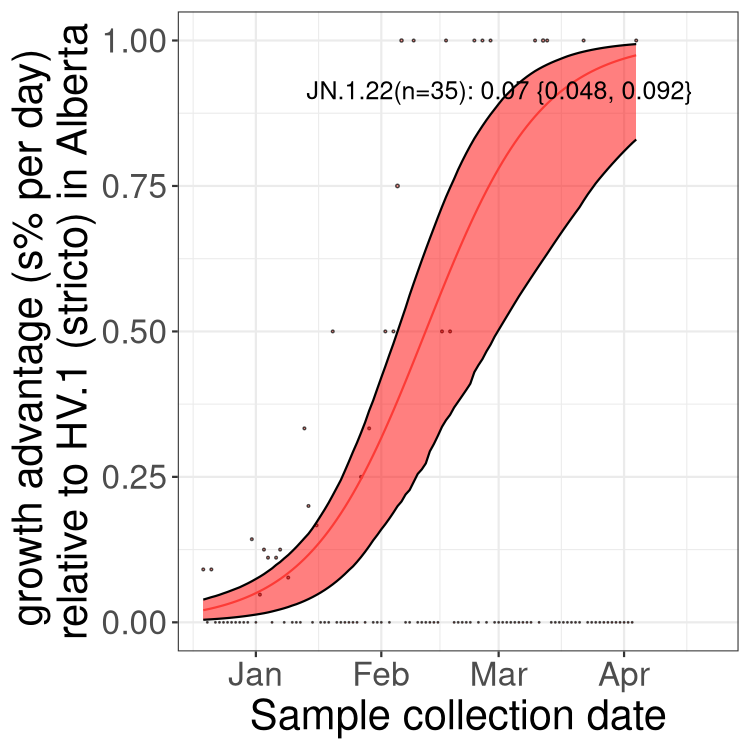 growth advantage (s% per day)
relative to HV.1 (stricto) in Alberta
1.00
0.75
0.50
0.25
0.00
JN.1.22(n=35): 0.07 {0.048, 0.092}
Jan
Feb
Mar
Apr
Sample collection date